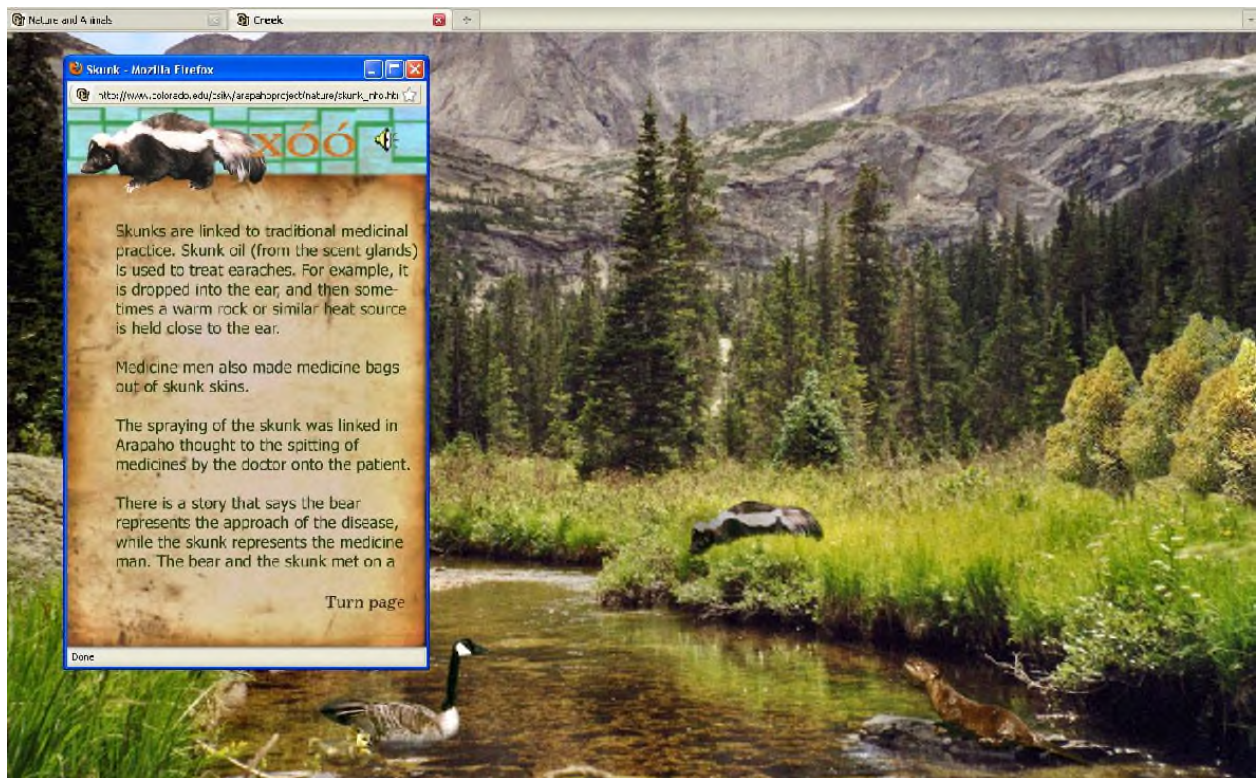 Nature and Animals
Creek
Skunk - Mozilla Firefox
xóó
Skunks are linked to traditional medicinal
practice. Skunk oil (from the scent glands)
is used to treat earaches. For example, it
is dropped into the ear, and then some-
times a warm rock or similar heat source
is held close to the ear.
Medicine men also made medicine bags
out of skunk skins.
The spraying of the skunk was linked in
Arapaho thought to the spitting of
medicines by the doctor onto the patient.
There is a story that says the bear
represents the approach of the disease,
while the skunk represents the medicine
man. The bear and the skunk met on a
Turn page
Done